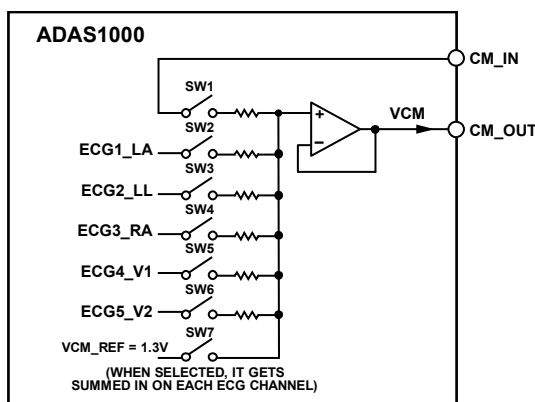 ADAS1000
CM_IN
SW1
VCM
CM_OUT
SW2
ECG1_LA
SW3
ECG2_LL
SW4
ECG3_RA
SW5
ECG4_V1
SW6
ECG5_V2
SW7
VCM_REF = 1.3V
(WHEN SELECTED, IT GETS
SUMMED IN ON EACH ECG CHANNEL)
+
–